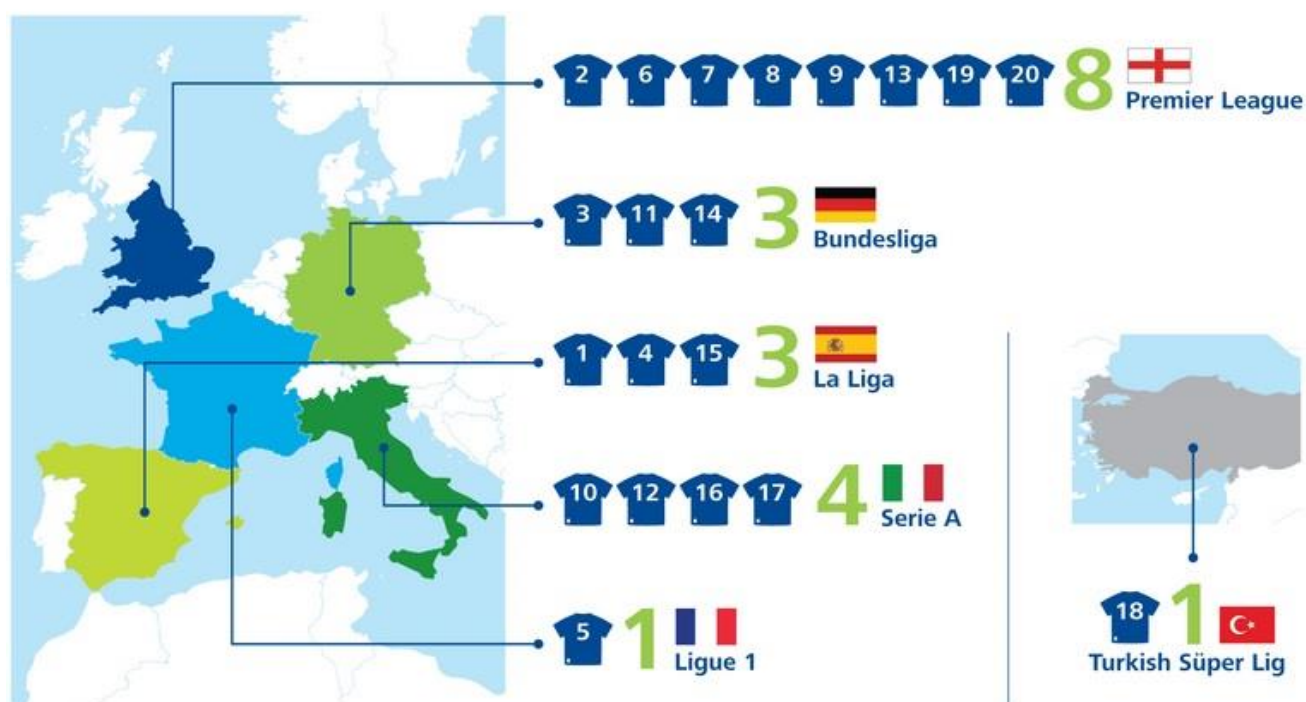 2 6 7 8 9 13 19 20 8
Premier League
3 11 14 3
Bundesliga
1 4 15 3
La Liga
10 12 16 17 4
Serie A
5 1
Ligue 1
18 1
Turkish Süper Lig